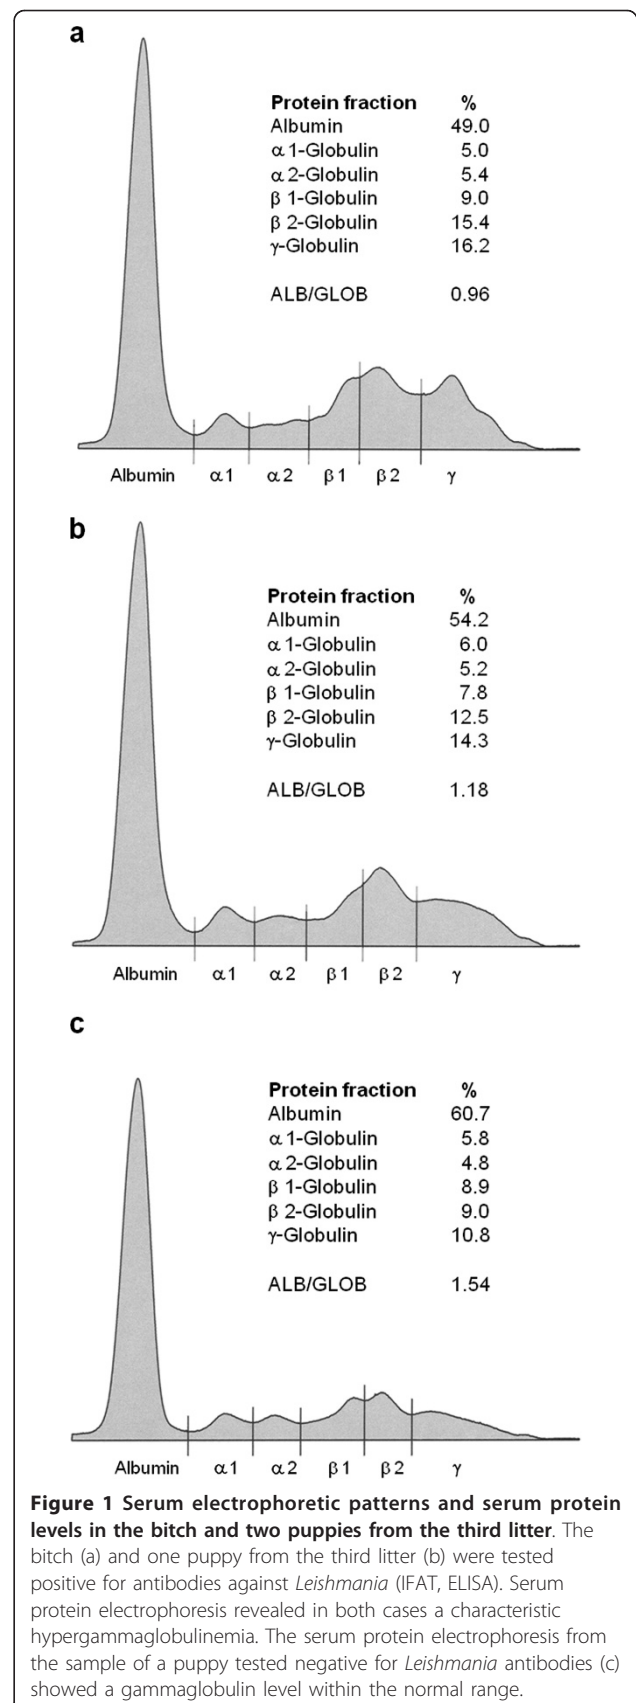 a
Protein fraction %
Albumin 49.0
α1-Globulin 5.0
α2-Globulin 5.4
β 1-Globulin 9.0
β 2-Globulin 15.4
γ-Globulin 16.2
ALB/GLOB 0.96
Albumin α1 α2 β1 β2 γ
b
Protein fraction %
Albumin 54.2
α1-Globulin 6.0
α2-Globulin 5.2
β 1-Globulin 7.8
β 2-Globulin 12.5
γ-Globulin 14.3
ALB/GLOB 1.18
Albumin α1 α2 β1 β2 γ
c
Protein fraction %
Albumin 60.7
α1-Globulin 5.8
α2-Globulin 4.8
β 1-Globulin 8.9
β 2-Globulin 9.0
γ-Globulin 10.8
ALB/GLOB 1.54
Albumin α1 α2 β1 β2 γ
Figure 1 Serum electrophoretic patterns and serum protein
levels in the bitch and two puppies from the third litter. The
bitch (a) and one puppy from the third litter (b) were tested
positive for antibodies against Leishmania (IFAT, ELISA). Serum
protein electrophoresis revealed in both cases a characteristic
hypergammaglobulinemia. The serum protein electrophoresis from
the sample of a puppy tested negative for Leishmania antibodies (c)
showed a gammaglobulin level within the normal range.